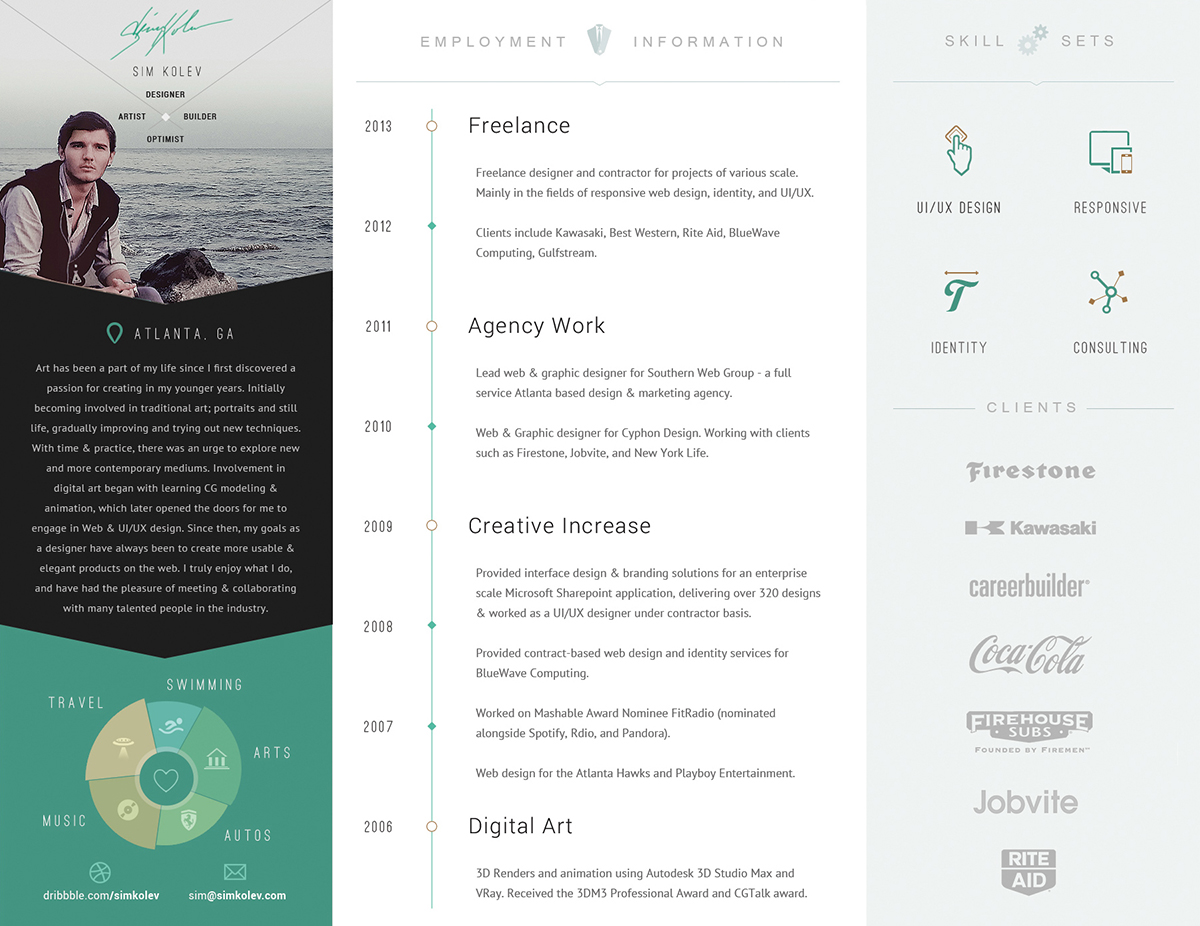 Sim Kolev
SIM KOLEV
DESIGNER
ARTIST
BUILDER
OPTIMIST
ATLANTA, GA
Art has been a part of my life since I first discovered a
passion for creating in my younger years. Initially
becoming involved in traditional art; portraits and still
life, gradually improving and trying out new techniques.
With time & practice, there was an urge to explore new
and more contemporary mediums. Involvement in
digital art began with learning CG modeling &
animation, which later opened the doors for me to
engage in Web & UI/UX design. Since then, my goals as
a designer have always been to create more usable &
elegant products on the web. I truly enjoy what I do,
and have had the pleasure of meeting & collaborating
with many talented people in the industry.
SWIMMING
TRAVEL
ARTS
MUSIC
AUTOS
dribbble.com/simkolev
sim@simkolev.com
EMPLOYMENT INFORMATION
2013
Freelance
Freelance designer and contractor for projects of various scale.
Mainly in the fields of responsive web design, identity, and UI/UX.
2012
Clients include Kawasaki, Best Western, Rite Aid, BlueWave
Computing, Gulfstream.
2011
Agency Work
Lead web & graphic designer for Southern Web Group - a full
service Atlanta based design & marketing agency.
2010
Web & Graphic designer for Cyphon Design. Working with clients
such as Firestone, Jobvite, and New York Life.
2009
Creative Increase
Provided interface design & branding solutions for an enterprise
scale Microsoft Sharepoint application, delivering over 320 designs
& worked as a UI/UX designer under contractor basis.
2008
Provided contract-based web design and identity services for
BlueWave Computing.
2007
Worked on Mashable Award Nominee FitRadio (nominated
alongside Spotify, Rdio, and Pandora).
Web design for the Atlanta Hawks and Playboy Entertainment.
2006
Digital Art
3D Renders and animation using Autodesk 3D Studio Max and
VRay. Received the 3DM3 Professional Award and CGTalk award.
SKILL SETS
UI/UX DESIGN
RESPONSIVE
T
IDENTITY
CONSULTING
CLIENTS
Firestone
Kawasaki
careerbuilder®
Coca-Cola
FIREHOUSE
SUBS
FOUNDED BY FIREMEN™
Jobvite
RITE
AID